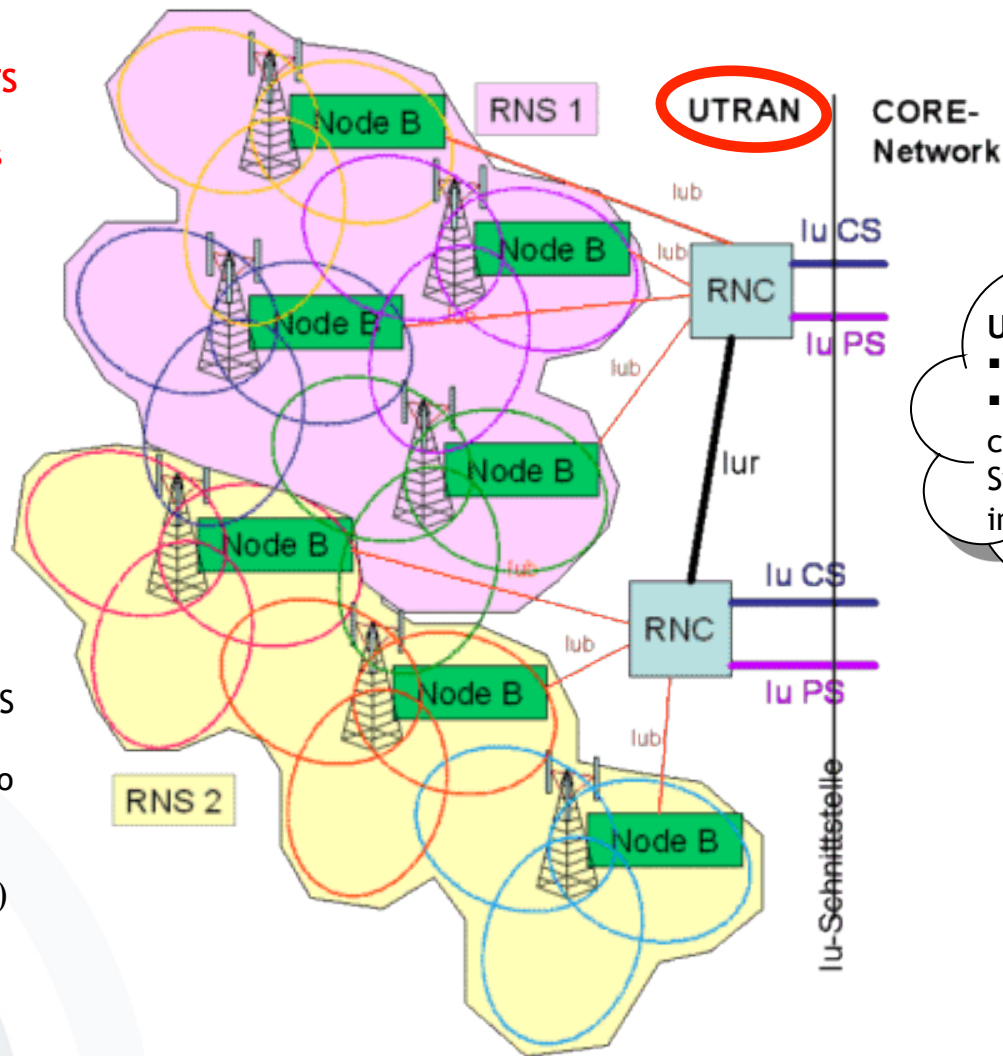 TS
s
Node B
RNS 1
UTRAN
CORE-
Network
Iub
Node B
Iub
Iu CS
RNC
Iu PS
Node B
Iub
U
c
S
in
Node B
Iur
Node B
Iub
Iu CS
RNC
Iub
Iu PS
Node B
S
o
Iub
RNS 2
Node B
)
Iu-Schnittstelle